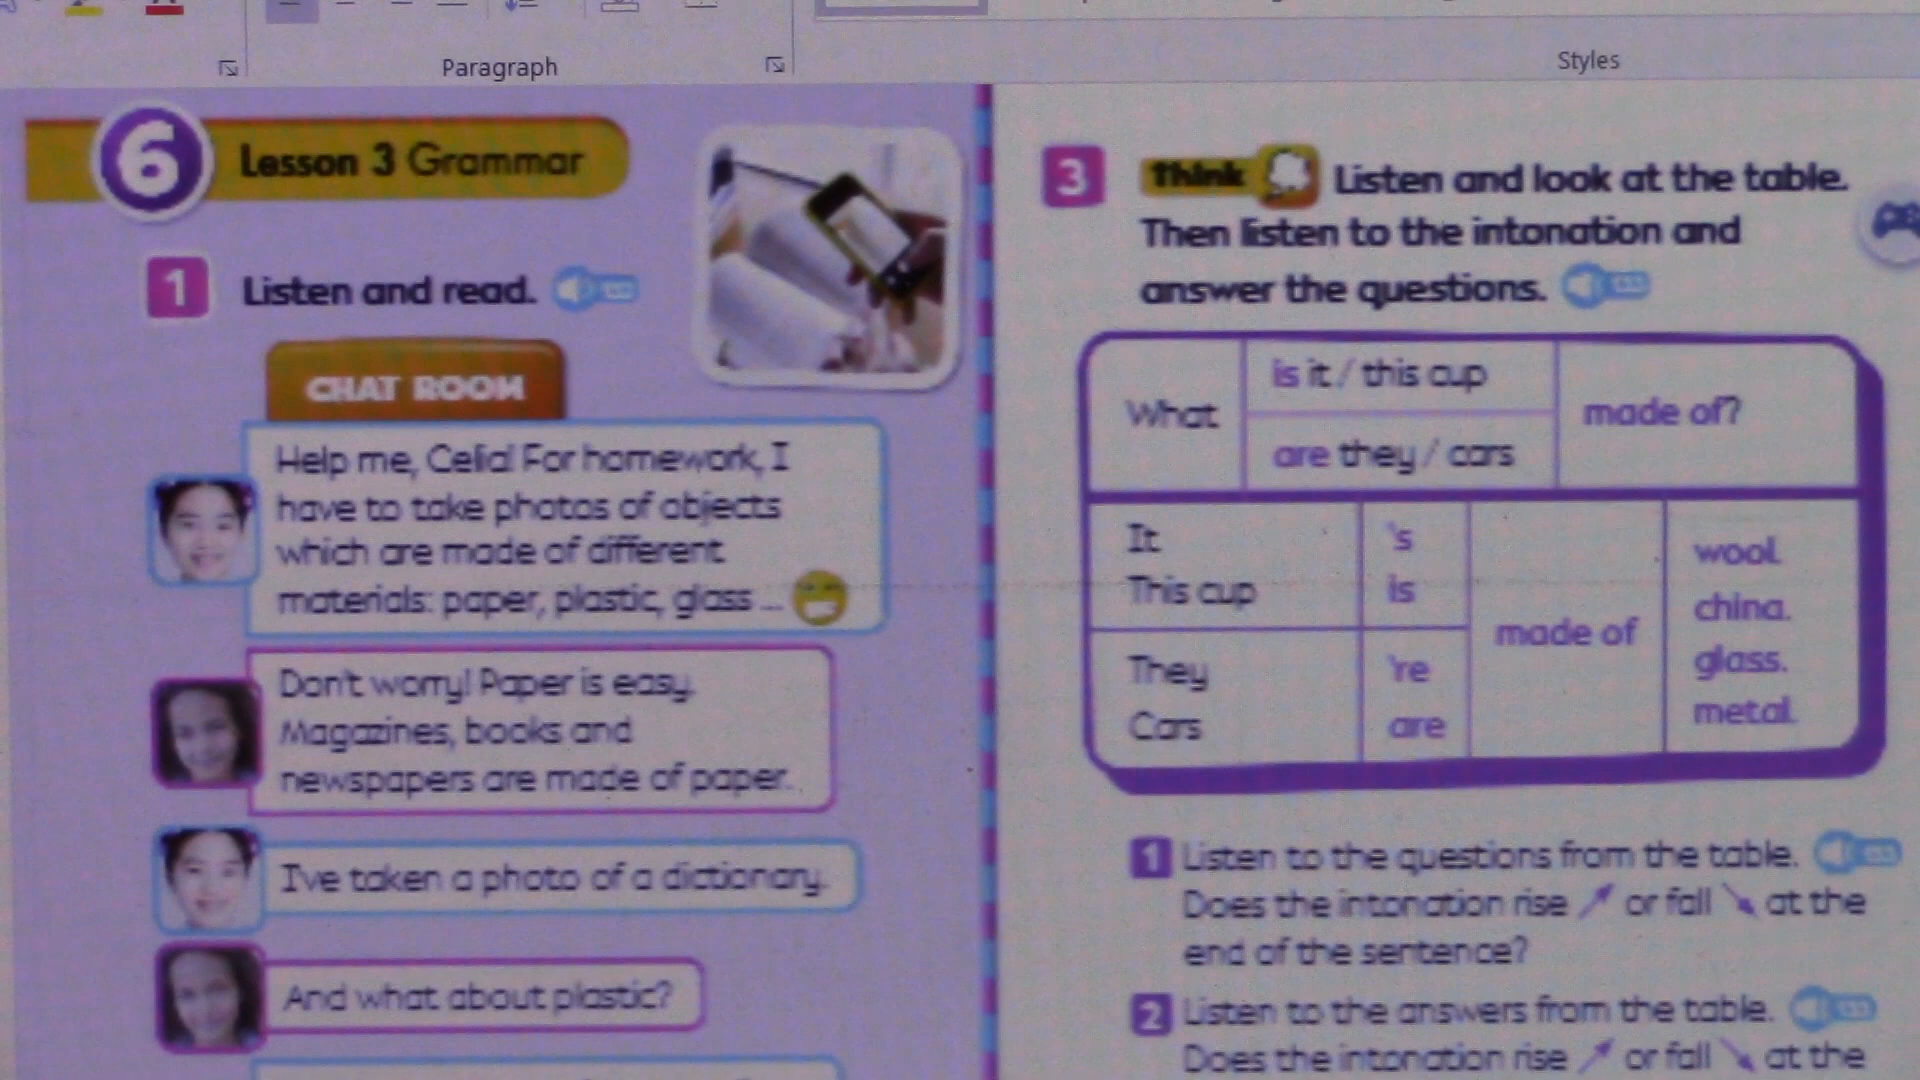 Paragraph
Styles
6 Lesson 3 Grammar
1 Listen and read.
CHAT ROOM
Help me, Celia! For homework, I
have to take photos of objects
which are made of different
materials: paper, plastic, glass ...
Don't worry! Paper is easy.
Magazines, books and
newspapers are made of paper.
I've taken a photo of a dictionary.
And what about plastic?
3 Think Listen and look at the table.
Then listen to the intonation and
answer the questions.
What is it / this cup made of?
are they / cars
It 's made of wool.
This cup is china.
They 're glass.
Cars are metal.
1 Listen to the questions from the table.
Does the intonation rise or fall at the
end of the sentence?
2 Listen to the answers from the table.
Does the intonation rise or fall at the